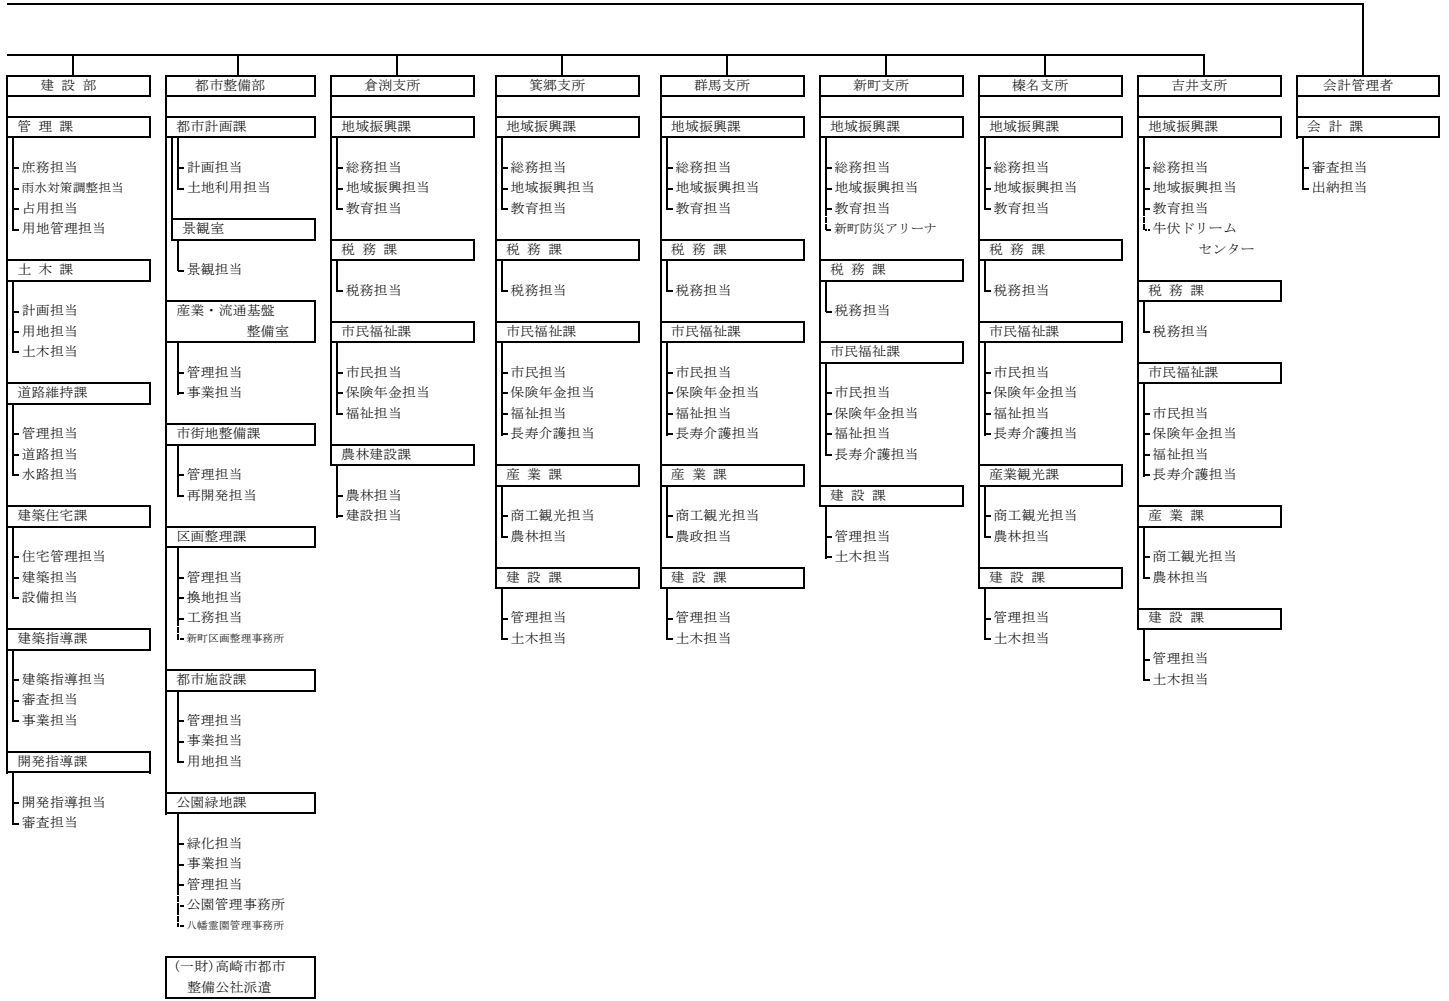 建 設 部
管 理 課
庶務担当
雨水対策調整担当
占用担当
用地管理担当
土 木 課
計画担当
用地担当
土木担当
道路維持課
管理担当
道路担当
水路担当
建築住宅課
住宅管理担当
建築担当
設備担当
建築指導課
建築指導担当
審査担当
事業担当
開発指導課
開発指導担当
審査担当
都市整備部
都市計画課
計画担当
土地利用担当
景観室
景観担当
産業・流通基盤
整備室
管理担当
事業担当
市街地整備課
管理担当
再開発担当
区画整理課
管理担当
換地担当
工務担当
新町区画整理事務所
都市施設課
管理担当
事業担当
用地担当
公園緑地課
緑化担当
事業担当
管理担当
公園管理事務所
八幡霊園管理事務所
(一財)高崎市都市
整備公社派遣
倉渕支所
地域振興課
総務担当
地域振興担当
教育担当
税 務 課
税務担当
市民福祉課
市民担当
保険年金担当
福祉担当
農林建設課
農林担当
建設担当
箕郷支所
地域振興課
総務担当
地域振興担当
教育担当
税 務 課
税務担当
市民福祉課
市民担当
保険年金担当
福祉担当
長寿介護担当
産 業 課
商工観光担当
農林担当
建 設 課
管理担当
土木担当
群馬支所
地域振興課
総務担当
地域振興担当
教育担当
税 務 課
税務担当
市民福祉課
市民担当
保険年金担当
福祉担当
長寿介護担当
産 業 課
商工観光担当
農政担当
建 設 課
管理担当
土木担当
新町支所
地域振興課
総務担当
地域振興担当
教育担当
新町防災アリーナ
税 務 課
税務担当
市民福祉課
市民担当
保険年金担当
福祉担当
長寿介護担当
建 設 課
管理担当
土木担当
榛名支所
地域振興課
総務担当
地域振興担当
教育担当
税 務 課
税務担当
市民福祉課
市民担当
保険年金担当
福祉担当
長寿介護担当
産業観光課
商工観光担当
農林担当
建 設 課
管理担当
土木担当
吉井支所
地域振興課
総務担当
地域振興担当
教育担当
牛伏ドリーム
センター
税 務 課
税務担当
市民福祉課
市民担当
保険年金担当
福祉担当
長寿介護担当
産 業 課
商工観光担当
農林担当
建 設 課
管理担当
土木担当
会計管理者
会 計 課
審査担当
出納担当